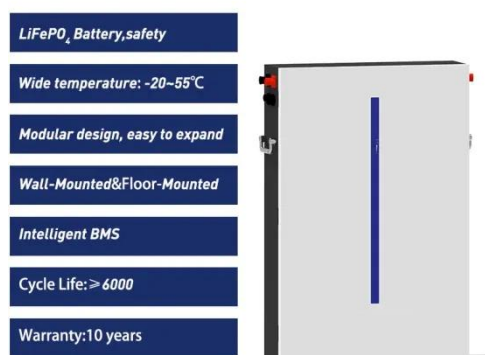 LiFePO₄ Battery,safety
Wide temperature: -20~55℃
Modular design, easy to expand
Wall-Mounted&Floor-Mounted
Intelligent BMS
Cycle Life:≥6000
Warranty:10 years